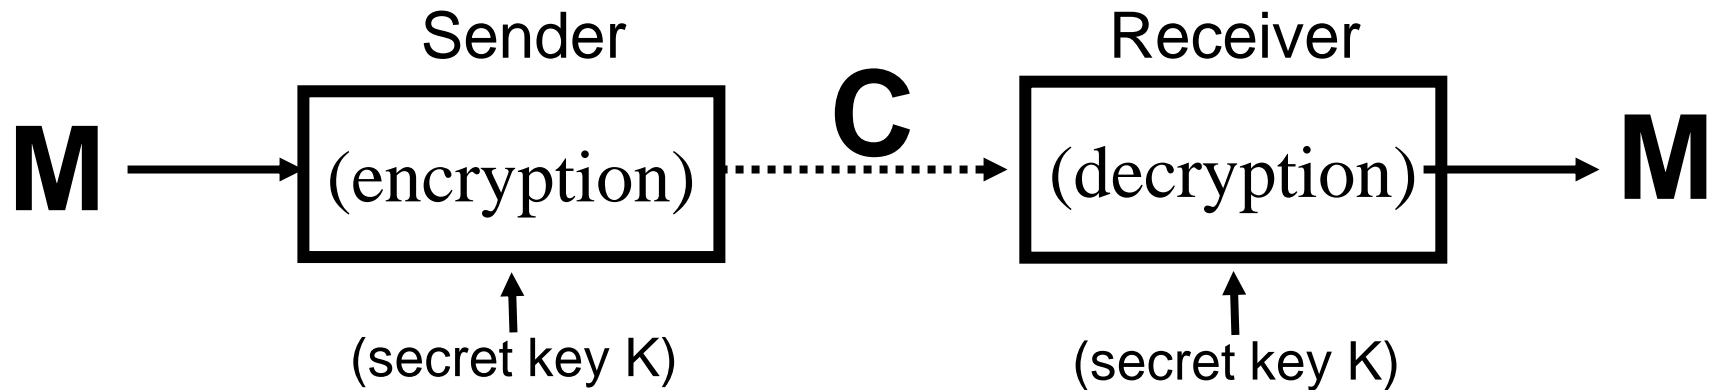 Sender
Receiver
M
(encryption)
C
(decryption)
M
(secret key K)
(secret key K)